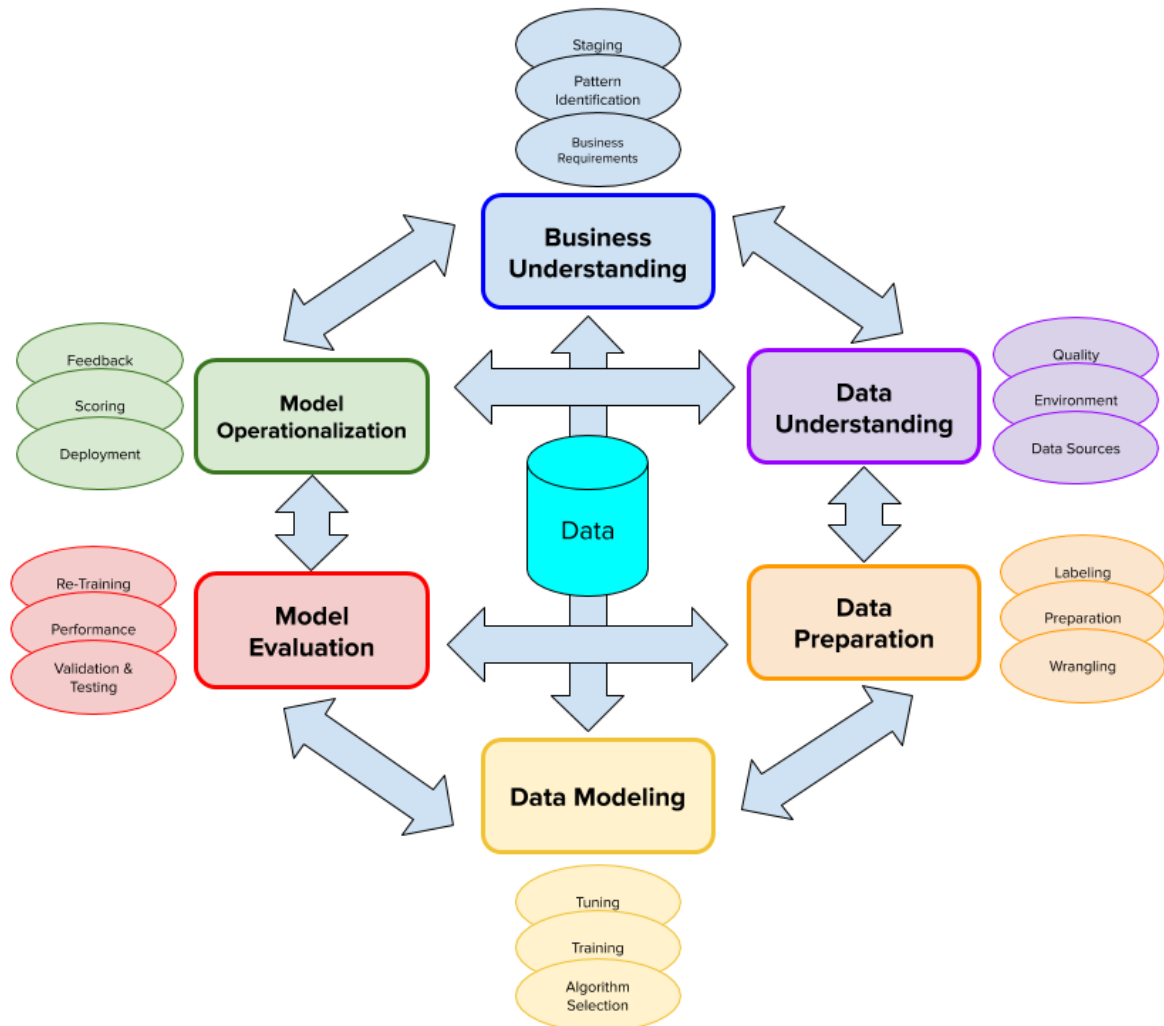 Staging
Pattern
Identification
Business
Requirements
Business
Understanding
Feedback
Scoring
Deployment
Model
Operationalization
Data
Understanding
Quality
Environment
Data Sources
Data
Re-Training
Performance
Validation &
Testing
Model
Evaluation
Data
Preparation
Labeling
Preparation
Wrangling
Data Modeling
Tuning
Training
Algorithm
Selection